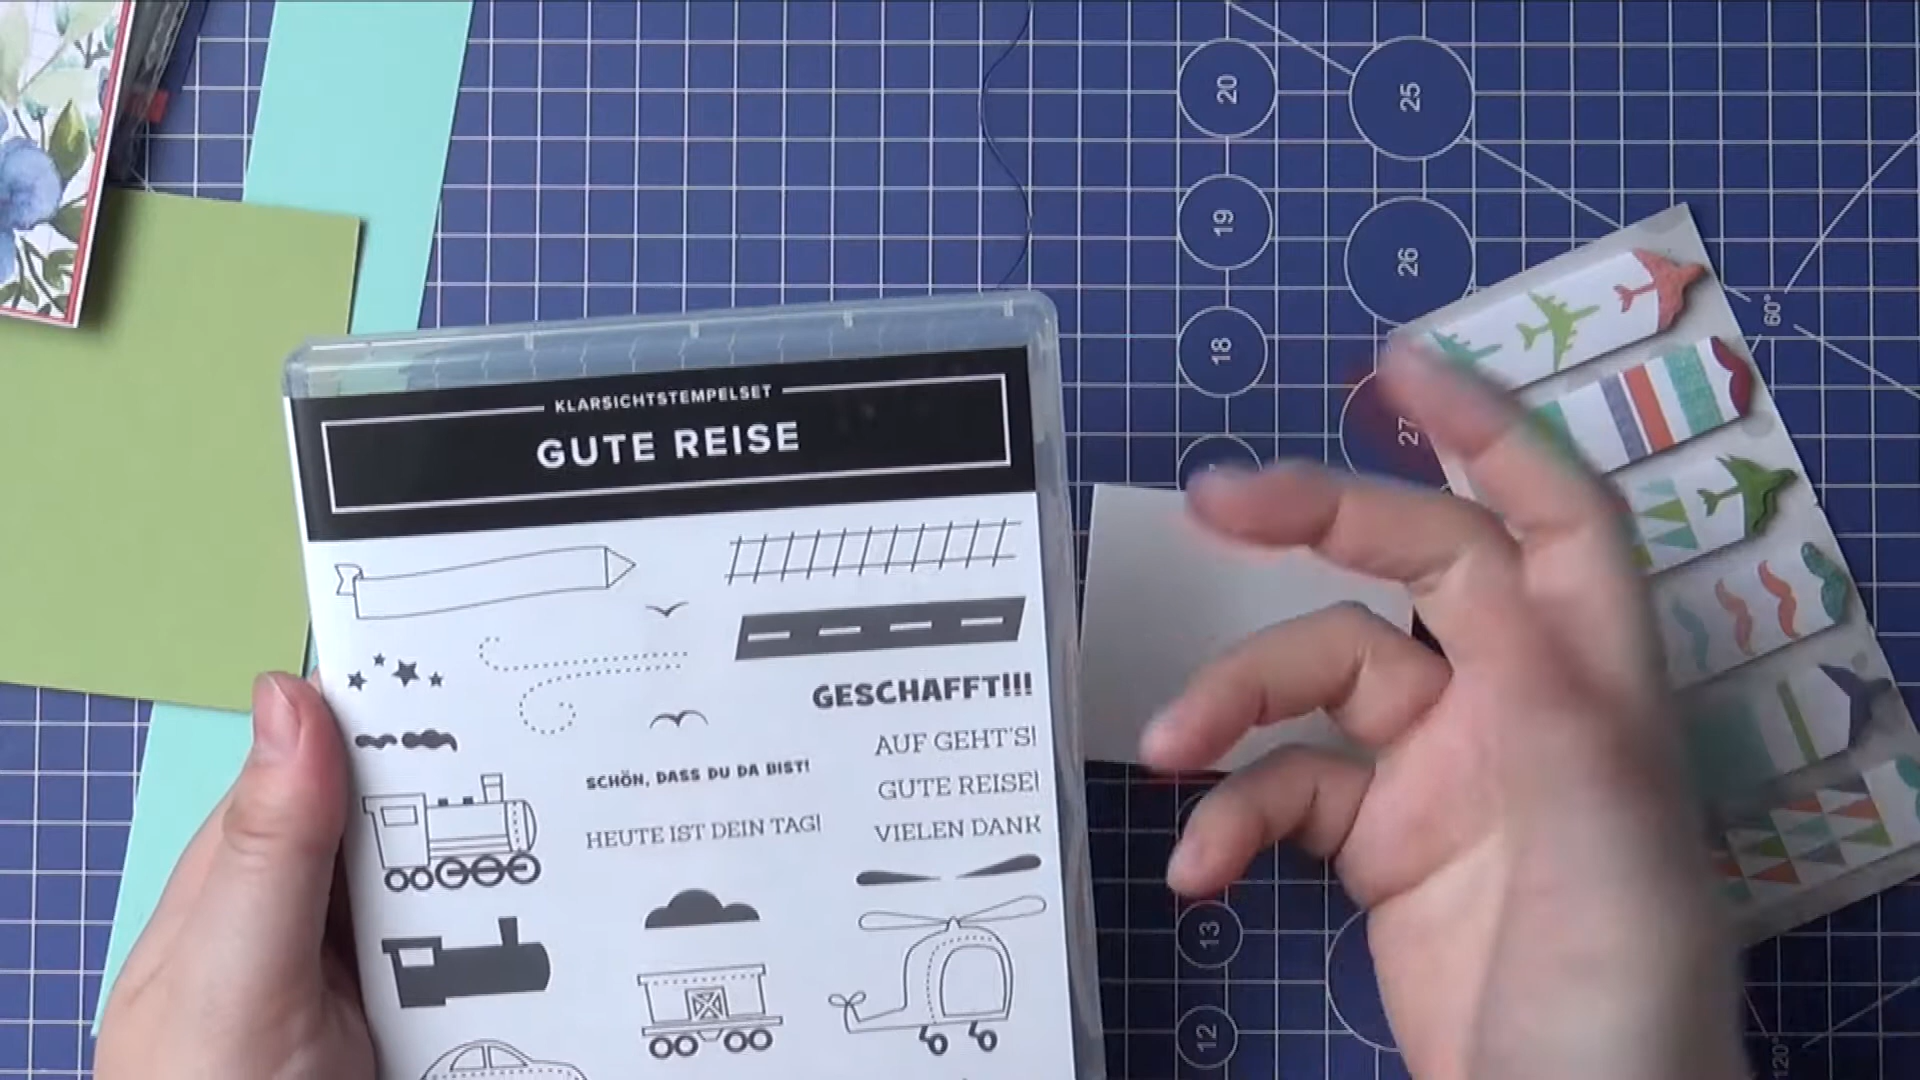 KLARSICHTSTEMPELSET
GUTE REISE
GESCHAFFT!!!
AUF GEHT'S!
SCHÖN, DASS DU DA BIST!
GUTE REISE!
HEUTE IST DEIN TAG!
VIELEN DANK
20
25
19
26
18
27
13
12
60°
120°